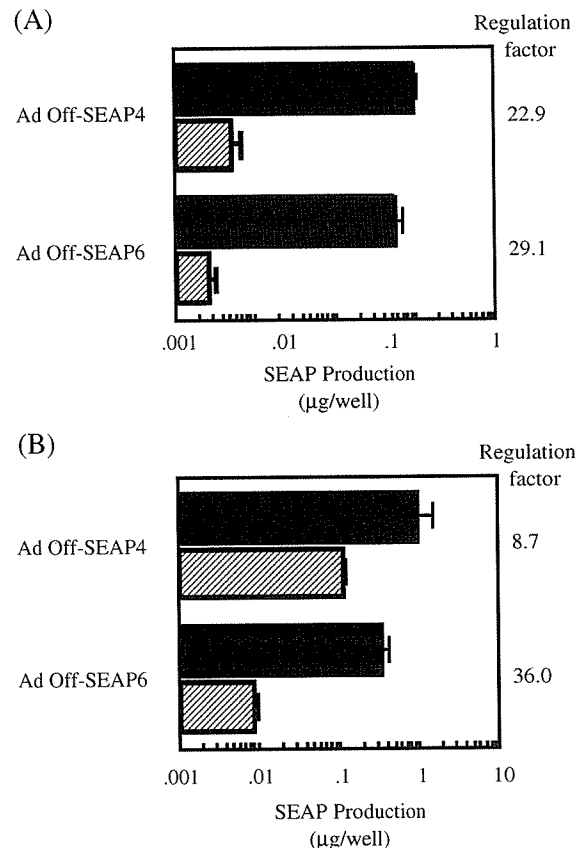 (A)
Regulation
factor
Ad Off-SEAP4
22.9
Ad Off-SEAP6
29.1
.001 .01 .1 1
SEAP Production
(μg/well)
(B)
Regulation
factor
Ad Off-SEAP4
8.7
Ad Off-SEAP6
36.0
.001 .01 .1 1 10
SEAP Production
(μg/well)